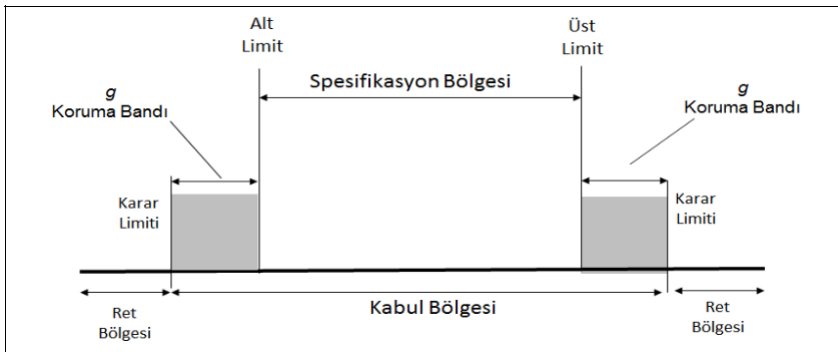 Alt
Limit
Üst
Limit
Spesifikasyon Bölgesi
g
Koruma Bandı
g
Koruma Bandı
Karar
Limiti
Karar
Limiti
Ret
Bölgesi
Kabul Bölgesi
Ret
Bölgesi